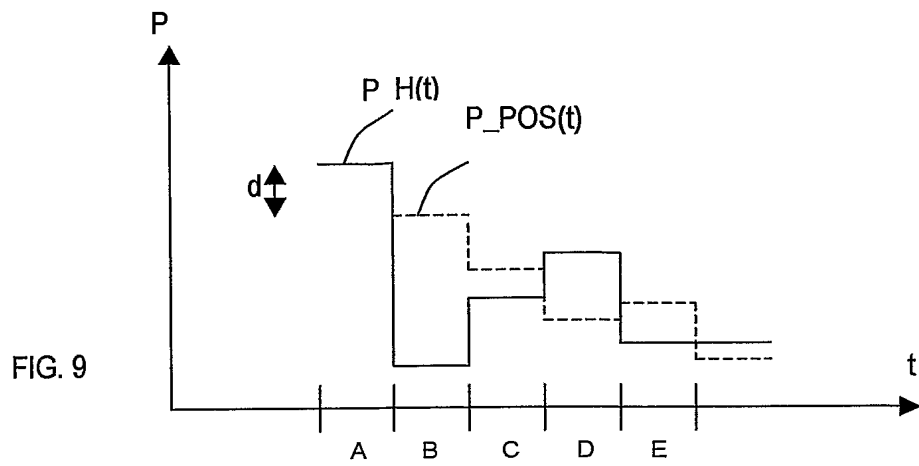 P
P H(t)
P_POS(t)
d
FIG. 9
t
A B C D E